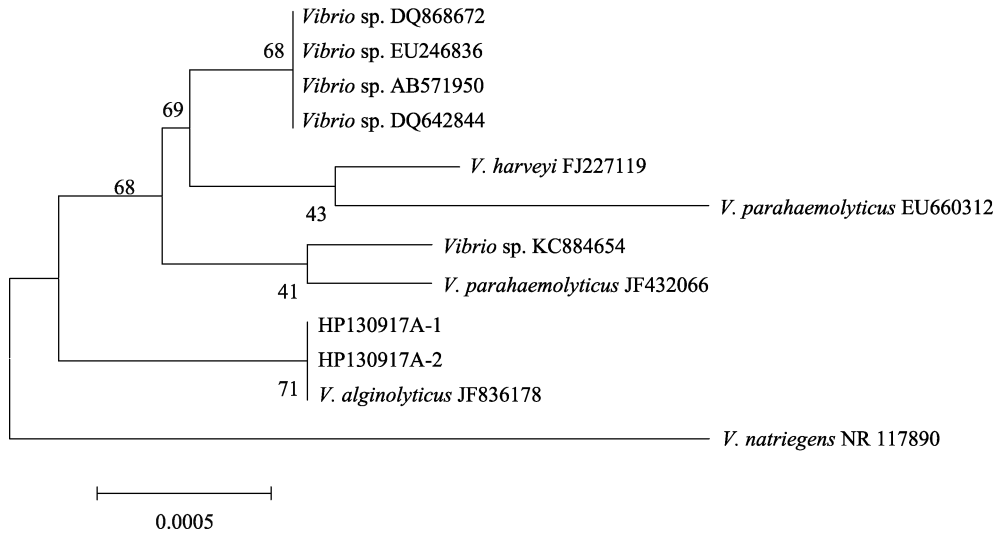 Vibrio sp. DQ868672
68
Vibrio sp. EU246836
Vibrio sp. AB571950
69
Vibrio sp. DQ642844
V. harveyi FJ227119
68
V. parahaemolyticus EU660312
43
Vibrio sp. KC884654
V. parahaemolyticus JF432066
41
HP130917A-1
HP130917A-2
71
V. alginolyticus JF836178
V. natriegens NR 117890
0.0005